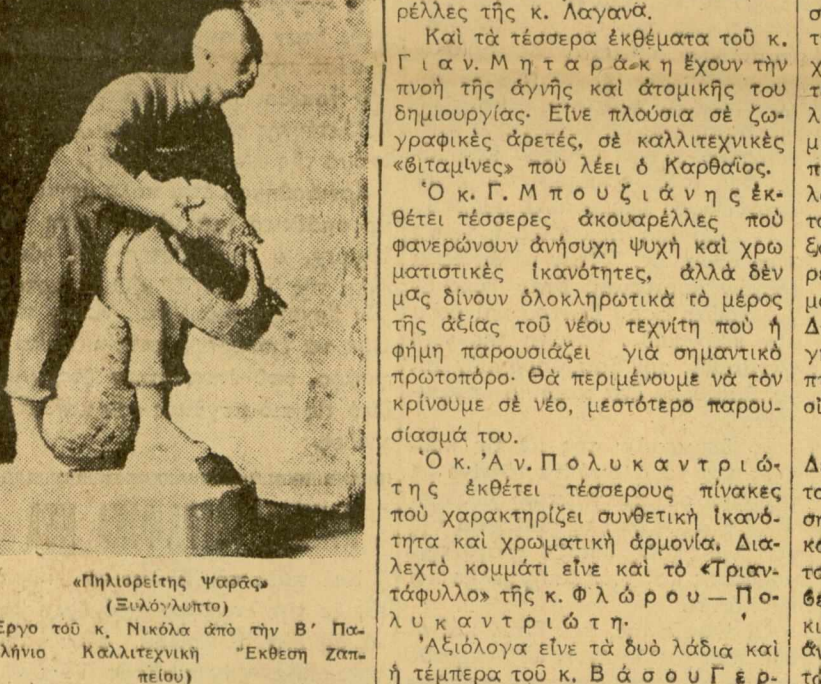 «Πηλιορείτης Ψαρᾶς»
(Ξυλόγλυπτο)
Ἔργο τοῦ κ. Νικόλα ἀπὸ τὴν Β΄ Πα-
λήνιο Καλλιτεχνικὴ Ἔκθεση Ζαπ-
πείου)
ρέλλες τῆς κ. Λαγανᾶ.
Καὶ τὰ τέσσερα ἐκθέματα τοῦ κ.
Γιαν. Μηταράκη ἔχουν τὴν
πνοὴ τῆς ἁγνῆς καὶ ἀτομικῆς του
δημιουργίας· Εἶνε πλούσια σὲ ζω-
γραφικὲς ἀρετές, σὲ καλλιτεχνικὲς
«βιταμίνες» ποὺ λέει ὁ Καρθαῖος.
Ὁ κ. Γ. Μπουζιάνης ἐκ-
θέτει τέσσερες ἀκουαρέλλες ποὺ
φανερώνουν ἀνήσυχη ψυχὴ καὶ χρω
ματιστικὲς ἱκανότητες, ἀλλὰ δὲν
μας δίνουν ὁλοκληρωτικὰ τὸ μέρος
τῆς ἀξίας τοῦ νέου τεχνίτη ποὺ ἡ
φήμη παρουσιάζει γιὰ σημαντικὸ
πρωτοπόρο· Θὰ περιμένουμε νὰ τὸν
κρίνουμε σὲ νέο, μεστότερο παρου-
σίασμά του.
Ὁ κ. Ἀν. Πολυκαντριώ-
της ἐκθέτει τέσσερους πίνακες
ποὺ χαρακτηρίζει συνθετικὴ ἱκανό-
τητα καὶ χρωματικὴ ἁρμονία. Δια-
λεχτὸ κομμάτι εἶνε καὶ τὸ «Τριαν-
τάφυλλο» τῆς κ. Φλώρου — Πο-
λυκαντριώτη·
Ἀξιόλογα εἶνε τὰ δυὸ λάδια καὶ
ἡ τέμπερα τοῦ κ. Βάσου Γερ-